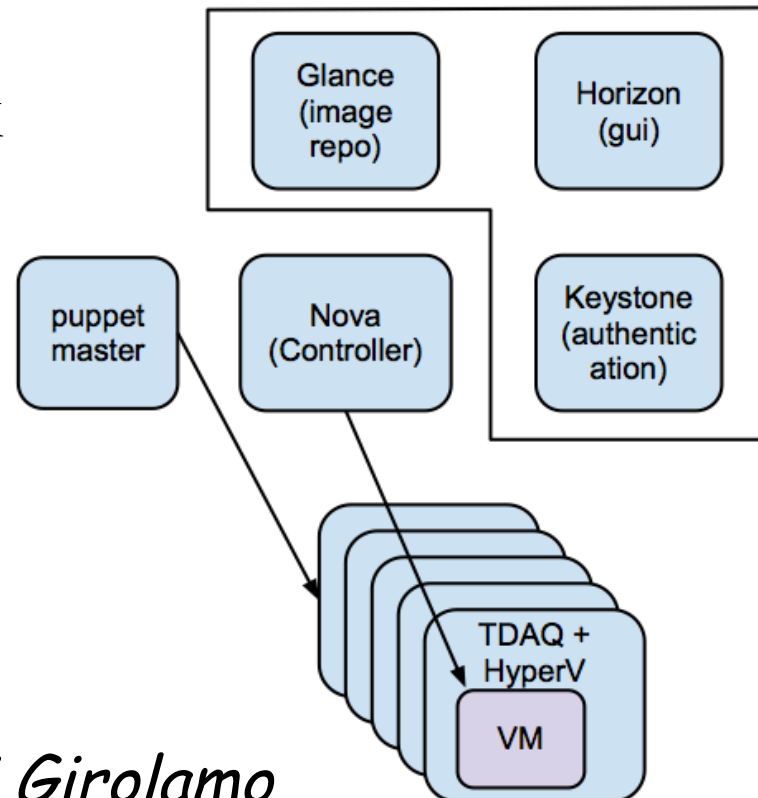 Glance
(image
repo)
Horizon
(gui)
puppet
master
Nova
(Controller)
Keystone
(authentic
ation)
TDAQ +
HyperV
VM
Girolamo